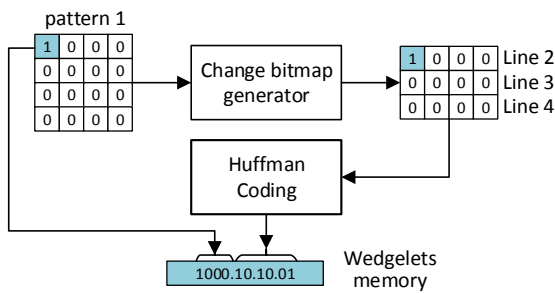 pattern 1
1 0 0 0
0 0 0 0
0 0 0 0
0 0 0 0
Change bitmap
generator
1 0 0 0 Line 2
0 0 0 0 Line 3
0 0 0 0 Line 4
Huffman
Coding
1000.10.10.01
Wedgelets
memory